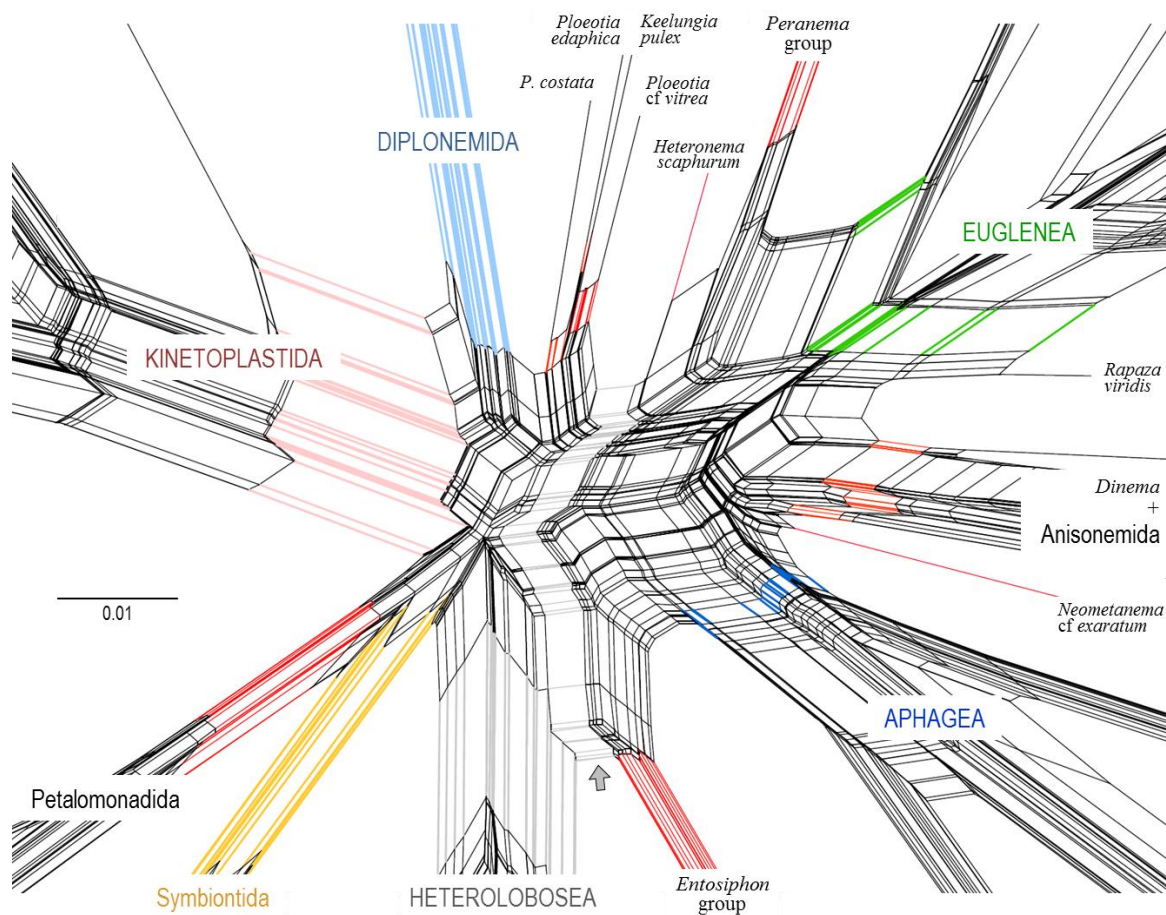 Ploeotia
edaphica
Keelungia
pulex
Peranema
group
P. costata
Ploeotia
cf vitrea
DIPLONEMIDA
Heteronema
scaphurum
EUGLENEA
KINETOPLASTIDA
Rapaza
viridis
Dinema
+
Anisonemida
0.01
Neometanema
cf exaratum
APHAGEA
Petalomonadida
Symbiontida
HETEROLOBOSEA
Entosiphon
group